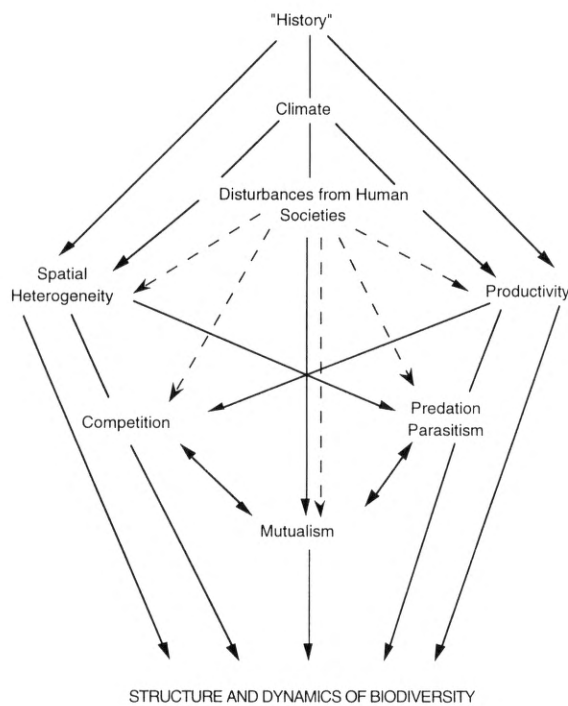 "History"
Climate
Disturbances from Human
Societies
Spatial
Heterogeneity
Productivity
Competition
Predation
Parasitism
Mutualism
STRUCTURE AND DYNAMICS OF BIODIVERSITY